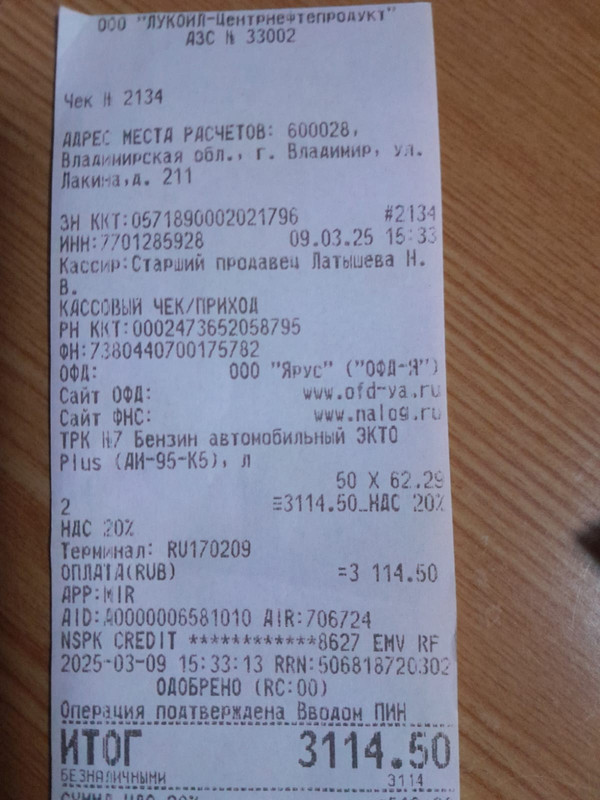 ООО "ЛУКОЙЛ-Центрнефтепродукт"
АЗС № 33002
Чек № 2134
АДРЕС МЕСТА РАСЧЕТОВ: 600028,
Владимирская обл., г. Владимир, ул.
Лакина,д. 211
ЗН ККТ:0571890002021796 #2134
ИНН:7701285928 09.03.25 15:33
Кассир:Старший продавец Латышева Н.
В.
КАССОВЫЙ ЧЕК/ПРИХОД
РН ККТ:0002473652058795
ФН:7380440700175782
ОФД: ООО "Ярус" ("ОФД-Я")
Сайт ОФД: www.ofd-ya.ru
Сайт ФНС: www.nalog.ru
ТРК №7 Бензин автомобильный ЭКТО
Plus (АИ-95-К5), л
50 X 62.29
2 =3114.50_НДС 20%
НДС 20%
Терминал: RU170209
ОПЛАТА(RUB) =3 114.50
APP:MIR
AID:A0000006581010 AIR:706724
NSPK CREDIT ************8627 EMV RF
2025-03-09 15:33:13 RRN:506818720302
ОДОБРЕНО (RC:00)
Операция подтверждена Вводом ПИН
ИТОГ 3114.50
БЕЗНАЛИЧНЫМИ 3114